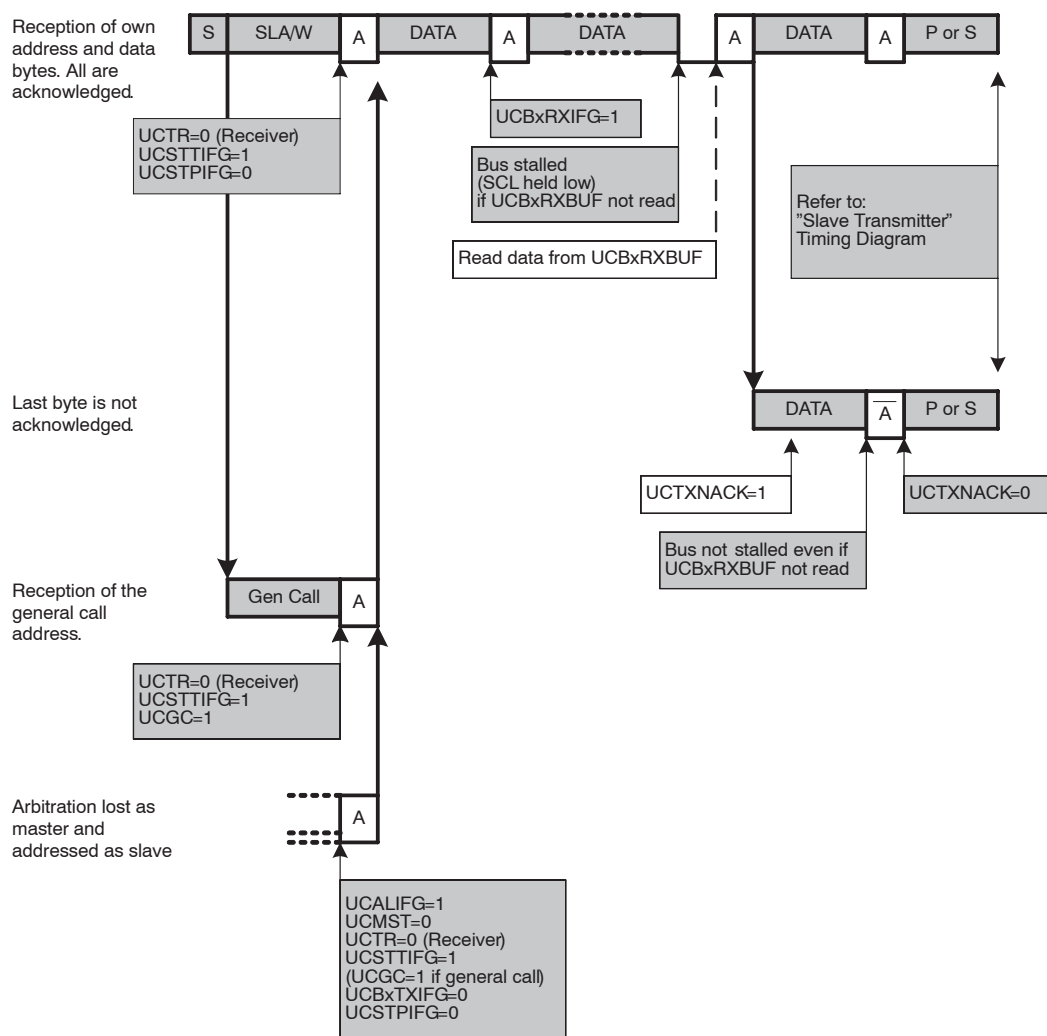 Reception of own
address and data
bytes. All are
acknowledged.
S
SLA/W
A
DATA
A
DATA
A
DATA
A
P or S
UCTR=0 (Receiver)
UCSTTIFG=1
UCSTPIFG=0
UCBxRXIFG=1
Bus stalled
(SCL held low)
if UCBxRXBUF not read
Read data from UCBxRXBUF
Refer to:
”Slave Transmitter”
Timing Diagram
Last byte is not
acknowledged.
DATA
A
P or S
UCTXNACK=1
UCTXNACK=0
Bus not stalled even if
UCBxRXBUF not read
Reception of the
general call
address.
Gen Call
A
UCTR=0 (Receiver)
UCSTTIFG=1
UCGC=1
Arbitration lost as
master and
addressed as slave
A
UCALIFG=1
UCMST=0
UCTR=0 (Receiver)
UCSTTIFG=1
(UCGC=1 if general call)
UCBxTXIFG=0
UCSTPIFG=0